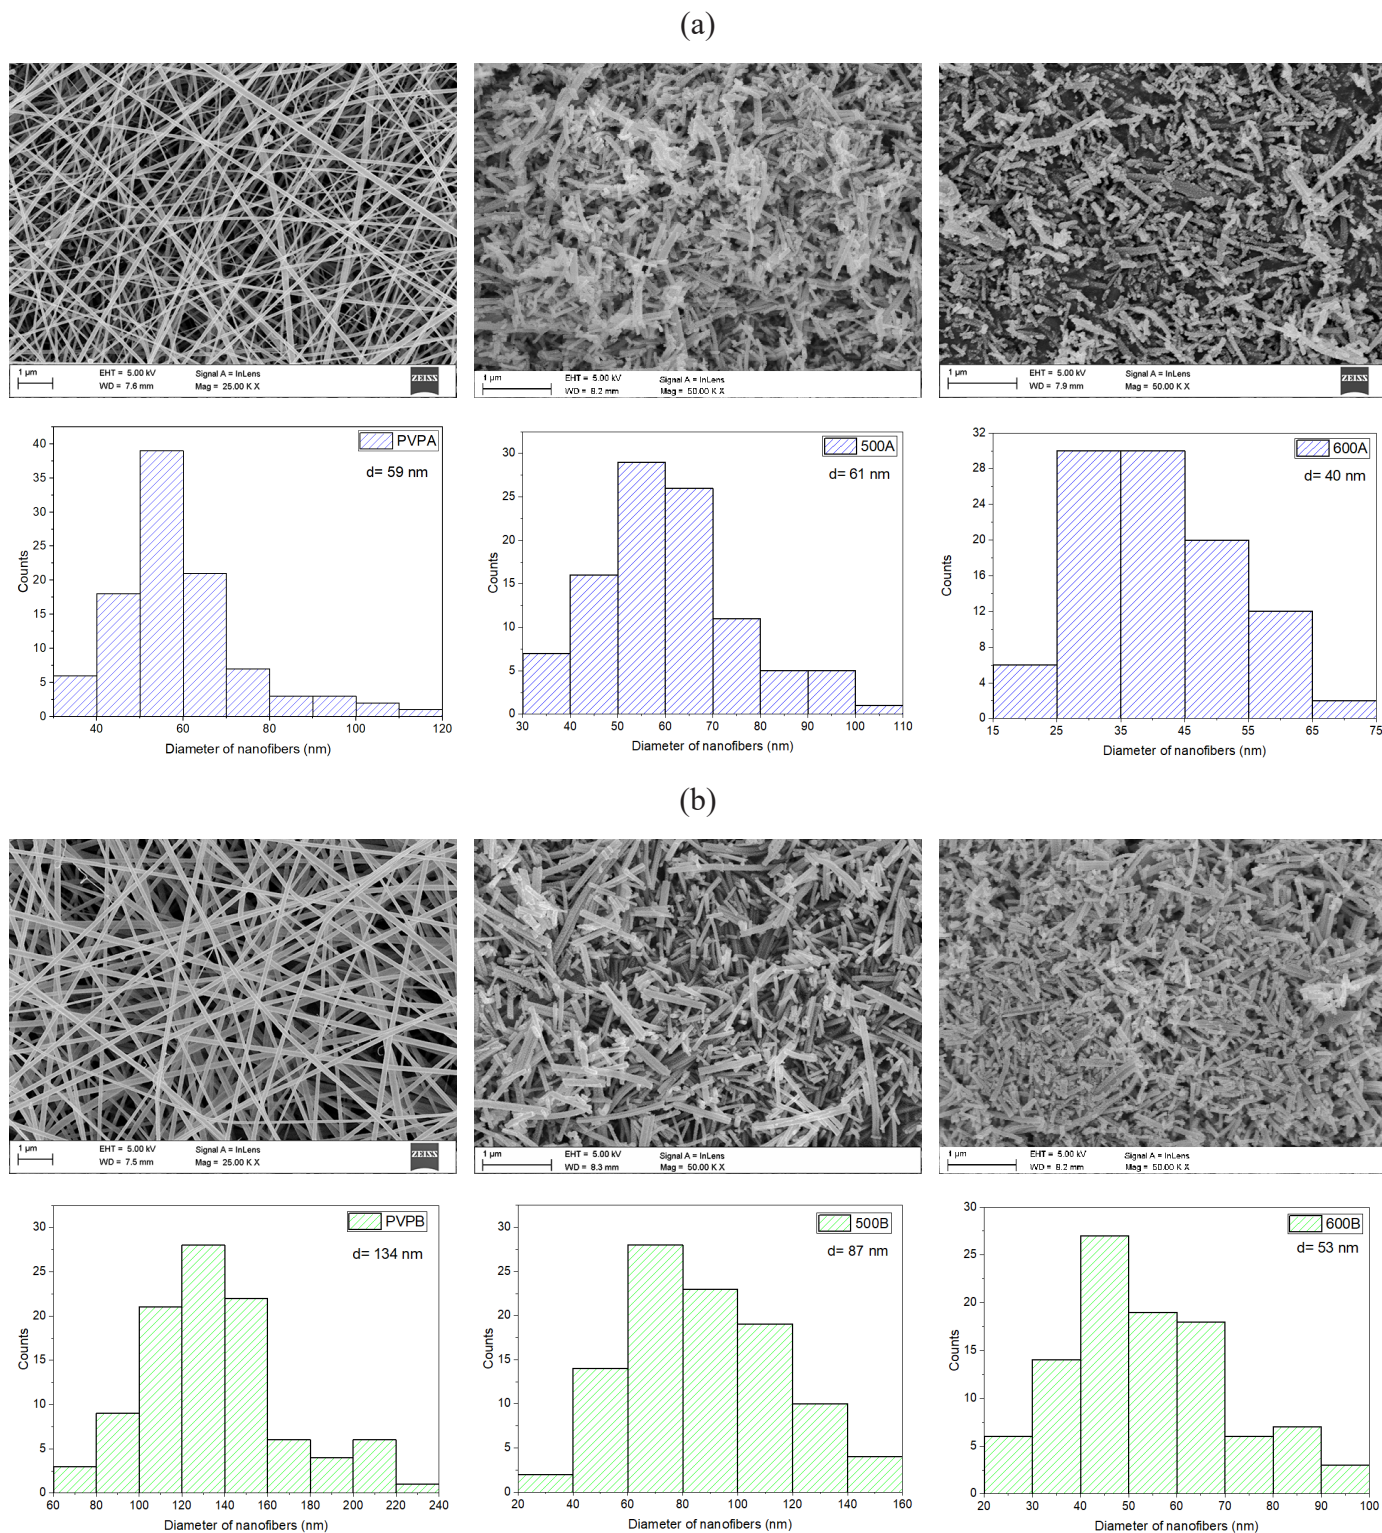 (a)
1 µm
EHT = 5.00 kV
Signal A = InLens
WD = 7.6 mm
Mag = 25.00 K X
ZEISS
1 µm
EHT = 5.00 kV
Signal A = InLens
WD = 8.2 mm
Mag = 50.00 K X
1 µm
EHT = 5.00 kV
Signal A = InLens
WD = 7.9 mm
Mag = 50.00 K X
ZEISS
PVPA
d= 59 nm
Counts
40
35
30
25
20
15
10
5
0
40 60 80 100 120
Diameter of nanofibers (nm)
500A
d= 61 nm
Counts
30
25
20
15
10
5
0
30 40 50 60 70 80 90 100 110
Diameter of nanofibers (nm)
600A
d= 40 nm
Counts
32
28
24
20
16
12
8
4
0
15 25 35 45 55 65 75
Diameter of nanofibers (nm)
(b)
1 µm
EHT = 5.00 kV
Signal A = InLens
WD = 7.5 mm
Mag = 25.00 K X
ZEISS
1 µm
EHT = 5.00 kV
Signal A = InLens
WD = 8.3 mm
Mag = 50.00 K X
1 µm
EHT = 5.00 kV
Signal A = InLens
WD = 8.2 mm
Mag = 50.00 K X
PVPB
d= 134 nm
Counts
30
25
20
15
10
5
0
60 80 100 120 140 160 180 200 220 240
Diameter of nanofibers (nm)
500B
d= 87 nm
Counts
30
25
20
15
10
5
0
20 40 60 80 100 120 140 160
Diameter of nanofibers (nm)
600B
d= 53 nm
Counts
30
25
20
15
10
5
0
20 30 40 50 60 70 80 90 100
Diameter of nanofibers (nm)